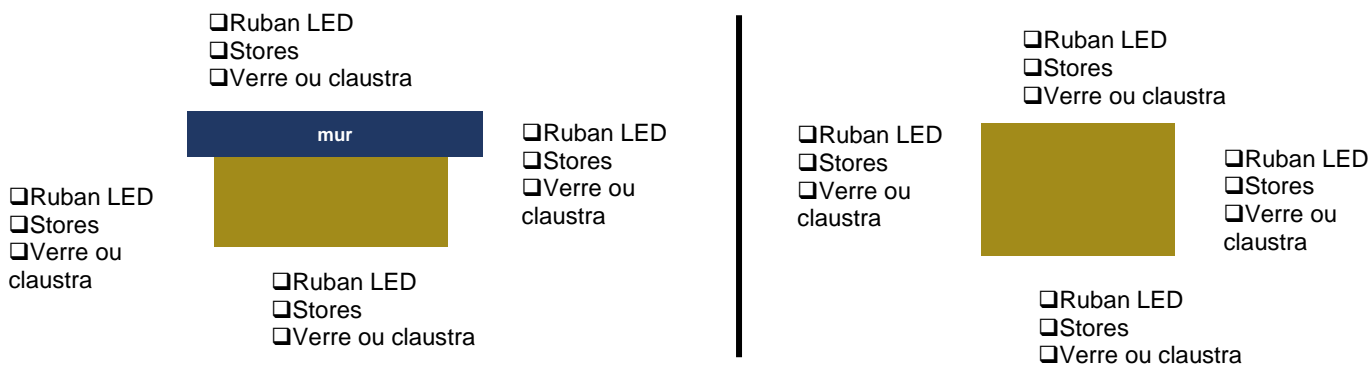 ❑Ruban LED
❑Stores
❑Verre ou claustra
mur
❑Ruban LED
❑Stores
❑Verre ou
claustra
❑Ruban LED
❑Stores
❑Verre ou
claustra
❑Ruban LED
❑Stores
❑Verre ou claustra
❑Ruban LED
❑Stores
❑Verre ou claustra
❑Ruban LED
❑Stores
❑Verre ou
claustra
❑Ruban LED
❑Stores
❑Verre ou
claustra
❑Ruban LED
❑Stores
❑Verre ou claustra